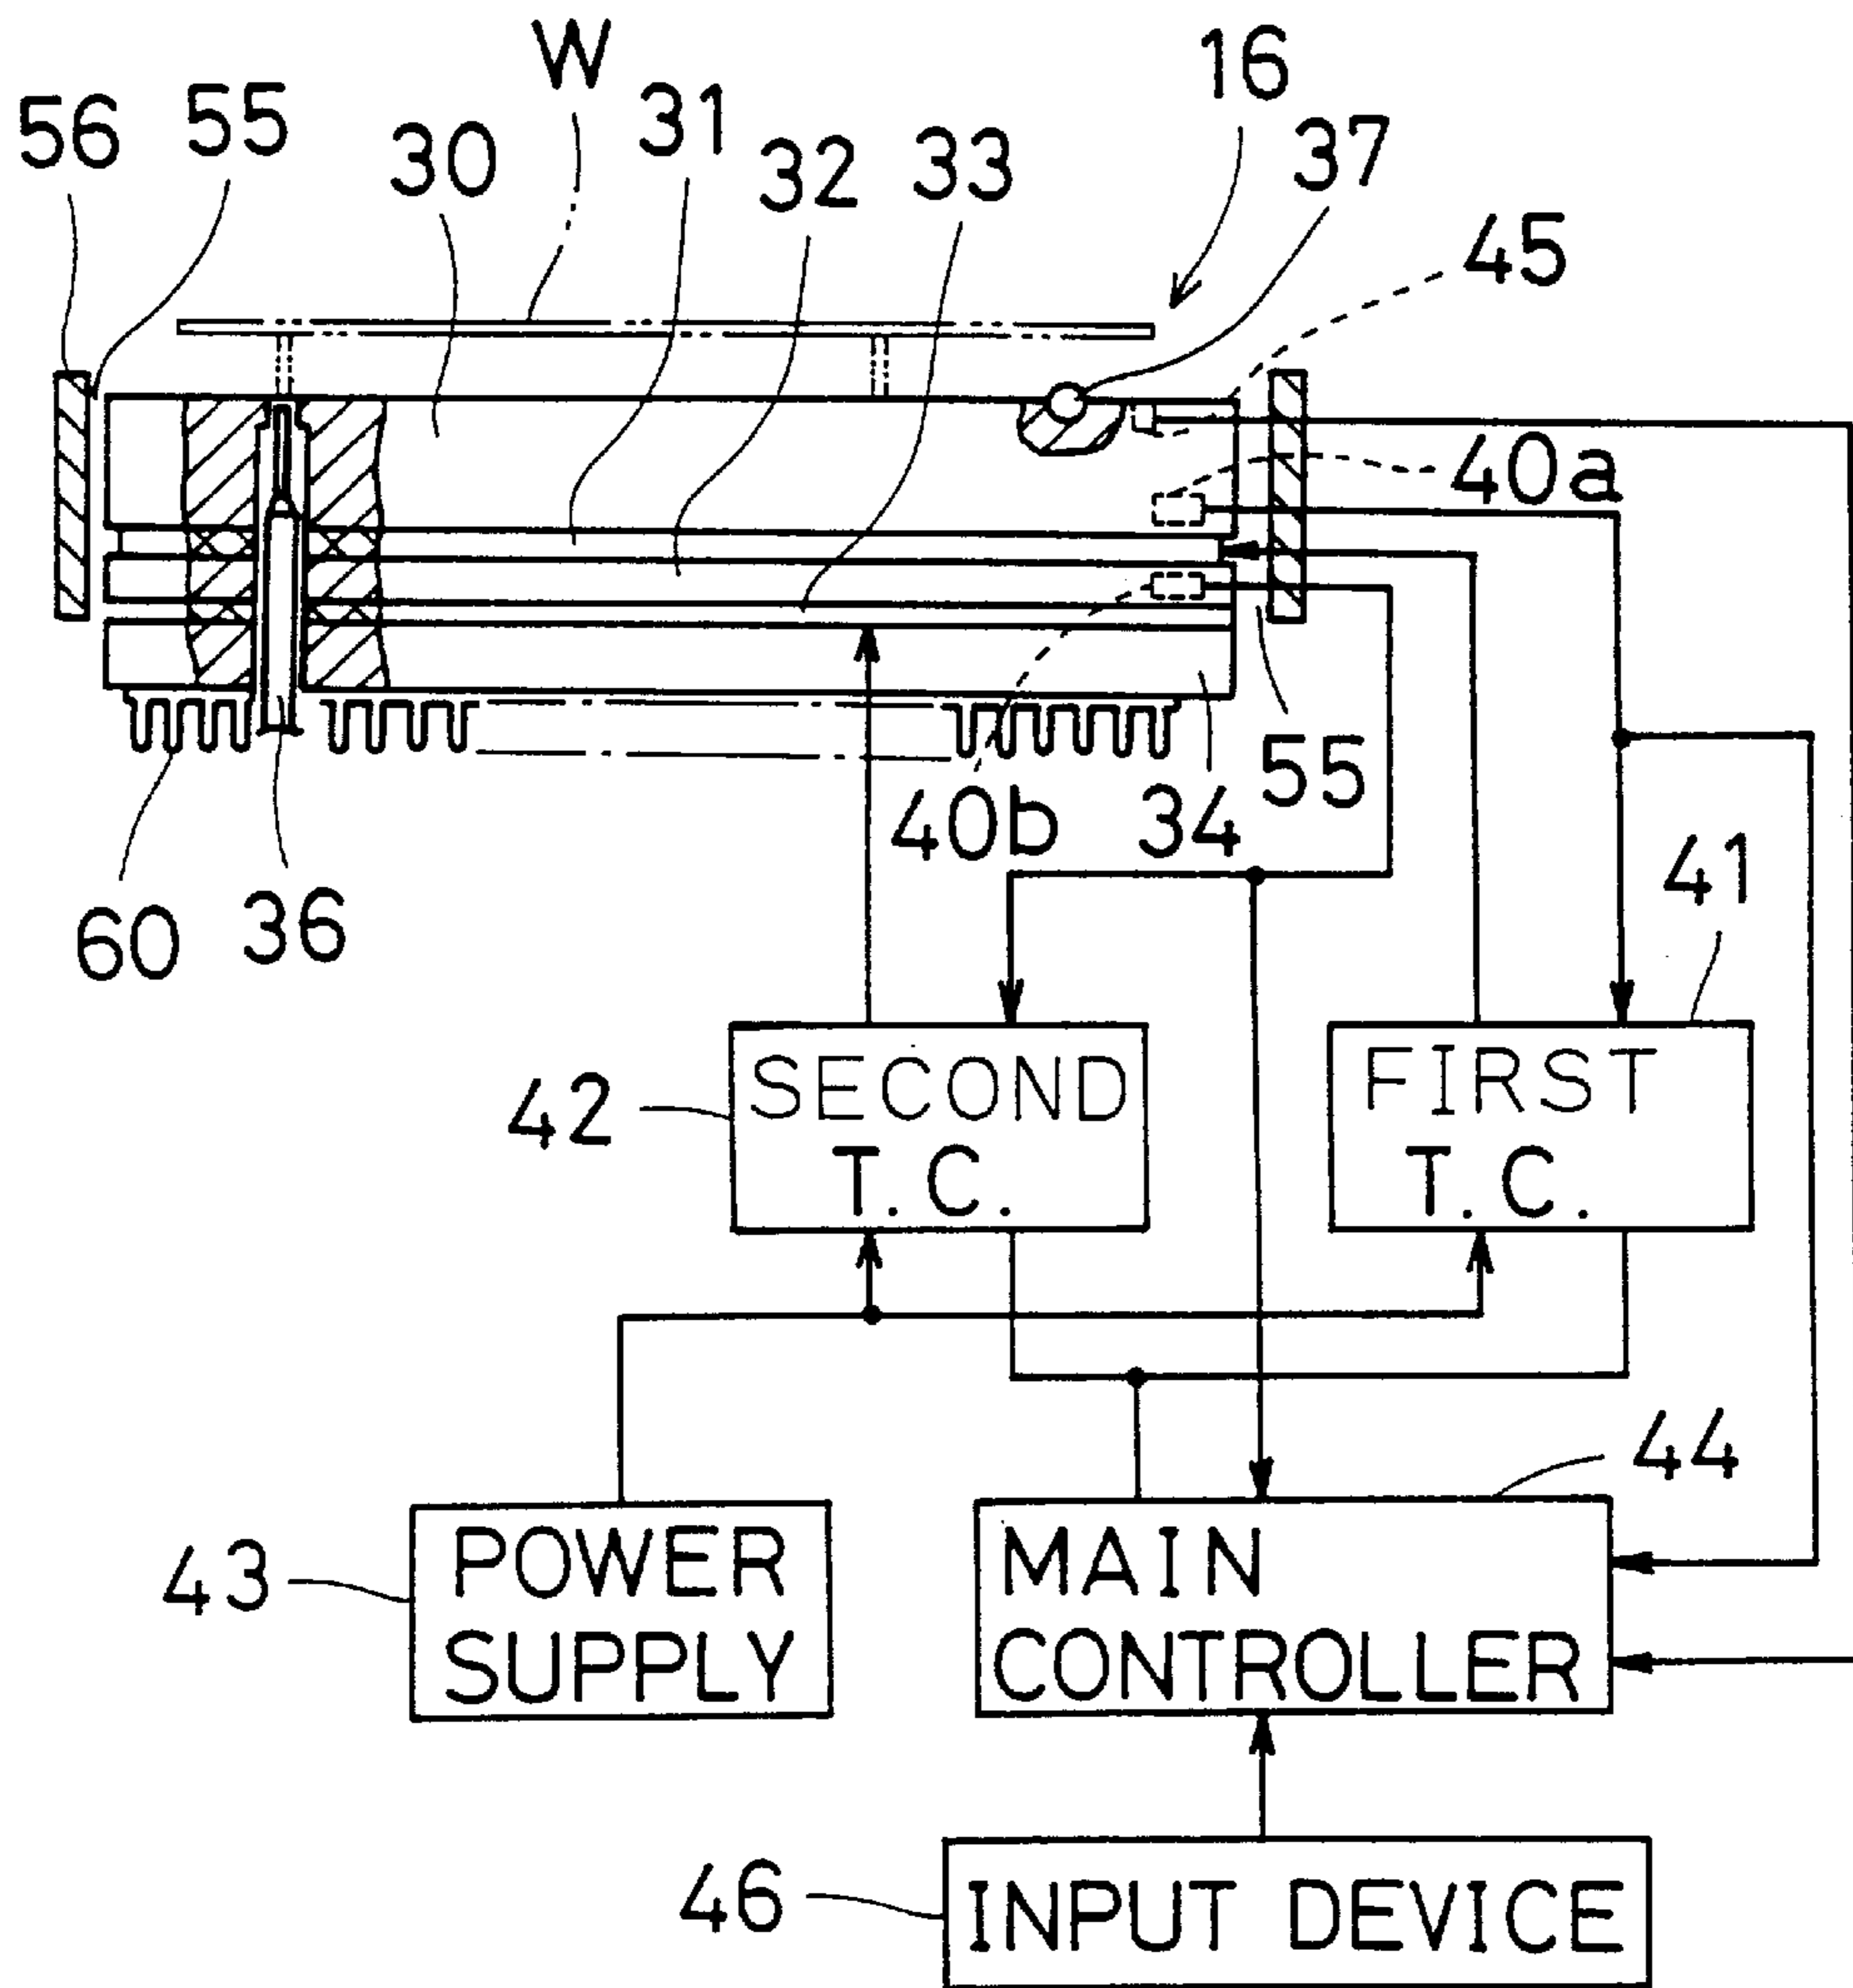 W
16
56
55
30
31
32
33
37
45
40a
40b
34
55
60
36
41
42
SECOND
T.C.
FIRST
T.C.
44
43
POWER
SUPPLY
MAIN
CONTROLLER
46
INPUT DEVICE